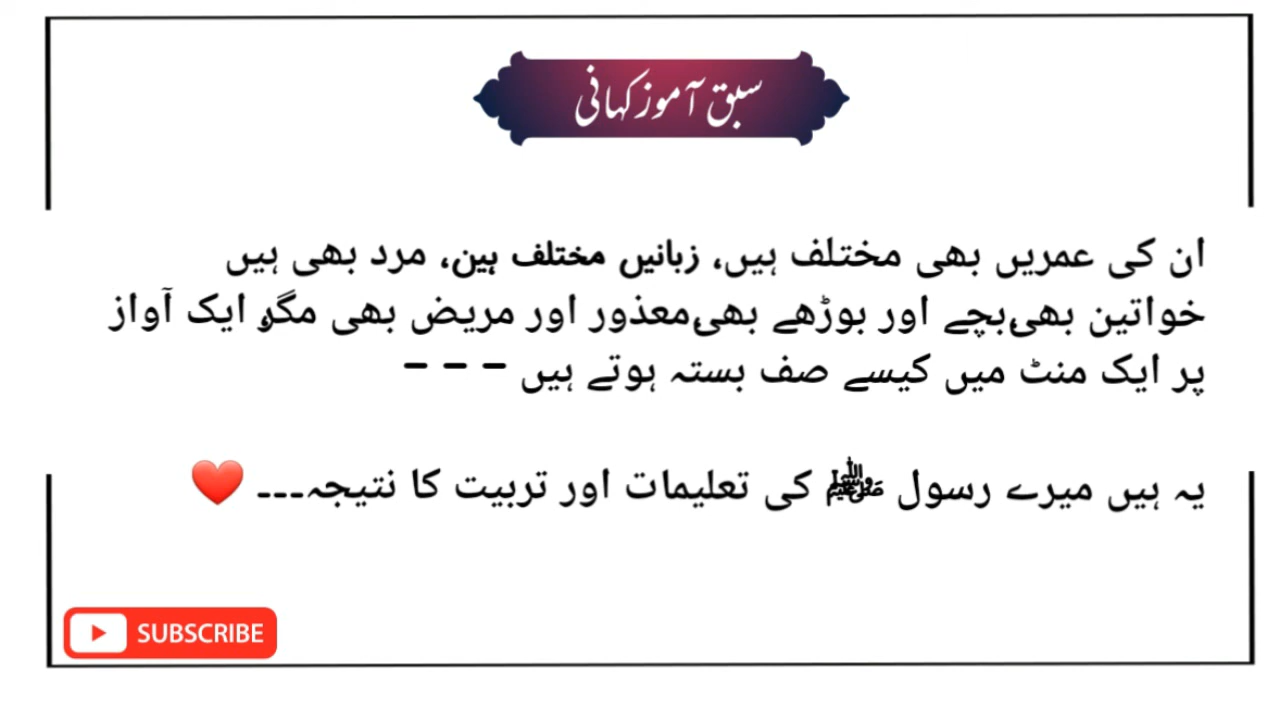 سبق آموز کہانی
ان کی عمریں بھی مختلف ہیں، زبانیں مختلف ہین، مرد بھی ہیں
خواتین بھی،بچے اور بوڑھے بھی،معذور اور مریض بھی مگر، ایک آواز
پر ایک منٹ میں کیسے صف بستہ ہوتے ہیں – – –
یہ ہیں میرے رسول ﷺ کی تعلیمات اور تربیت کا نتیجہ--- ❤️
SUBSCRIBE